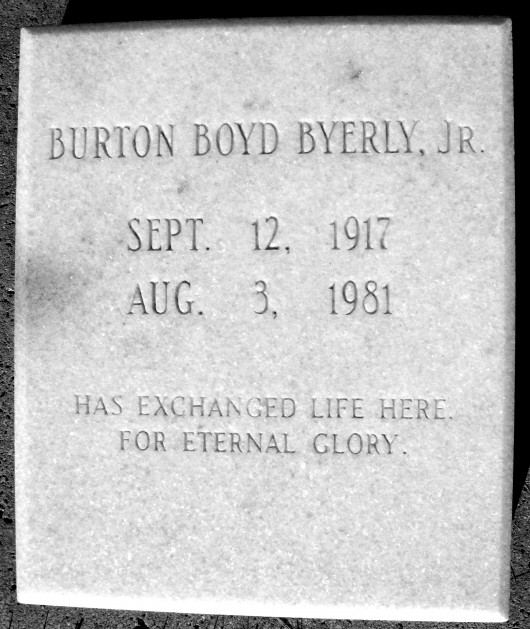 BURTON BOYD BYERLY, JR.
SEPT. 12, 1917
AUG. 3, 1981
HAS EXCHANGED LIFE HERE.
FOR ETERNAL GLORY.